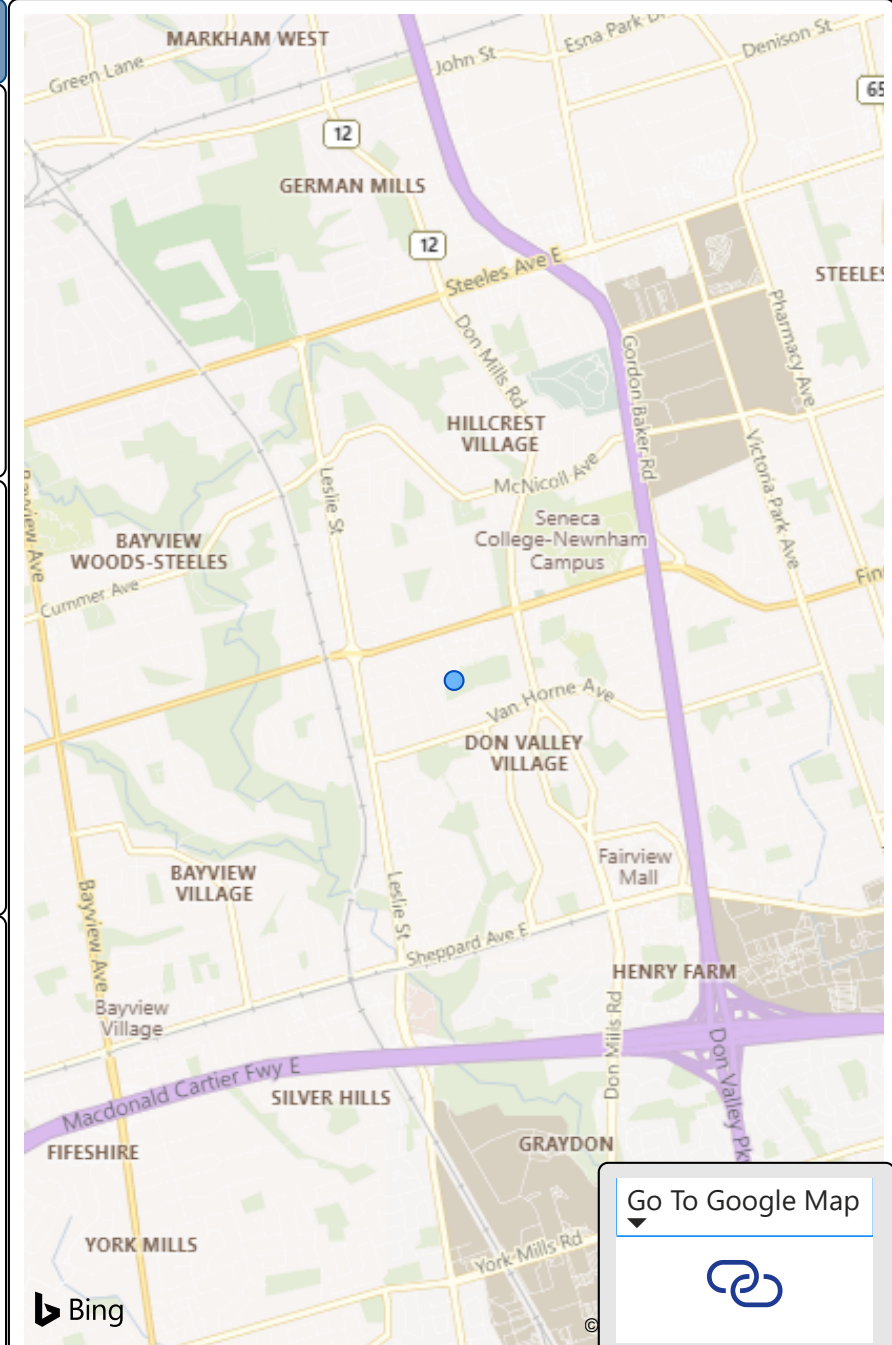 MARKHAM WEST
Esna Park Dr
Denison St
Green Lane
John St
65
12
GERMAN MILLS
12
Steeles Ave E
STEELES
Don Mills Rd
Pharmacy Ave
Gordon Baker Rd
HILLCREST
VILLAGE
McNicoll Ave
Victoria Park Ave
Leslie St
Bayview Ave
Seneca
College-Newnham
Campus
BAYVIEW
WOODS-STEELES
Cummer Ave
Fin
Van Horne Ave
DON VALLEY
VILLAGE
Fairview
Mall
BAYVIEW
VILLAGE
Leslie St
Bayview Ave
Sheppard Ave E
HENRY FARM
Bayview
Village
Don Mills Rd
Don Valley Pk
Macdonald Cartier Fwy E
SILVER HILLS
GRAYDON
FIFESHIRE
Go To Google Map
YORK MILLS
York Mills Rd
Bing
©